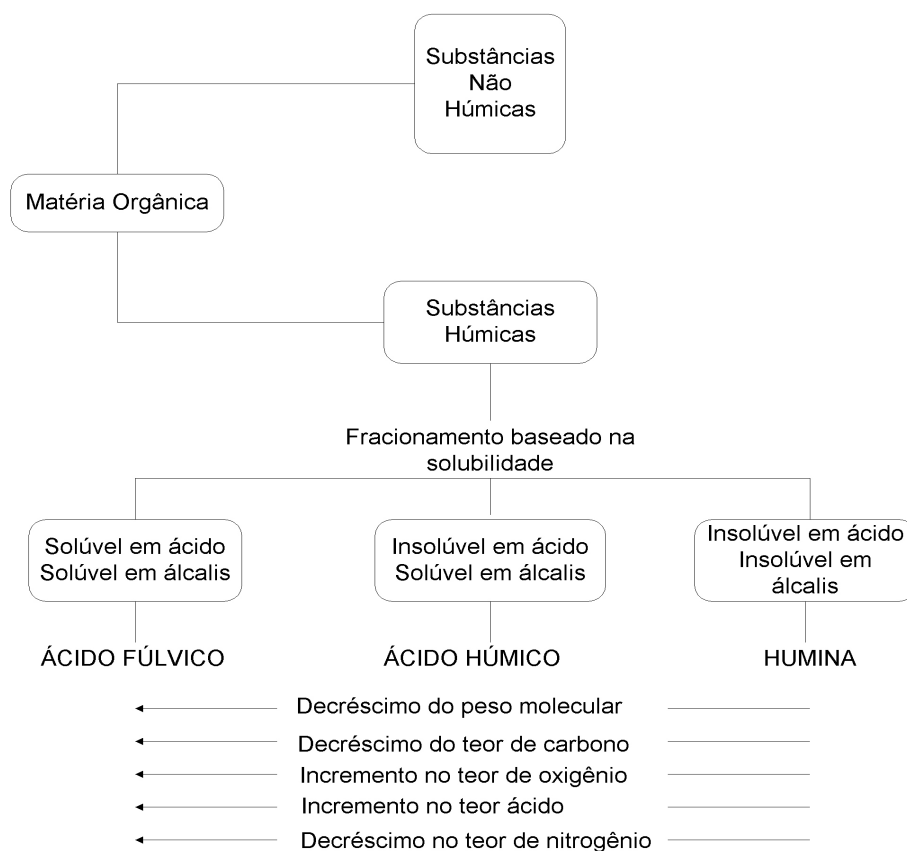 Substâncias
Não
Húmicas
Matéria Orgânica
Substâncias
Húmicas
Fracionamento baseado na
solubilidade
Solúvel em ácido
Solúvel em álcalis
Insolúvel em ácido
Solúvel em álcalis
Insolúvel em ácido
Insolúvel em
álcalis
ÁCIDO FÚLVICO
ÁCIDO HÚMICO
HUMINA
Decréscimo do peso molecular
Decréscimo do teor de carbono
Incremento no teor de oxigênio
Incremento no teor ácido
Decréscimo no teor de nitrogênio